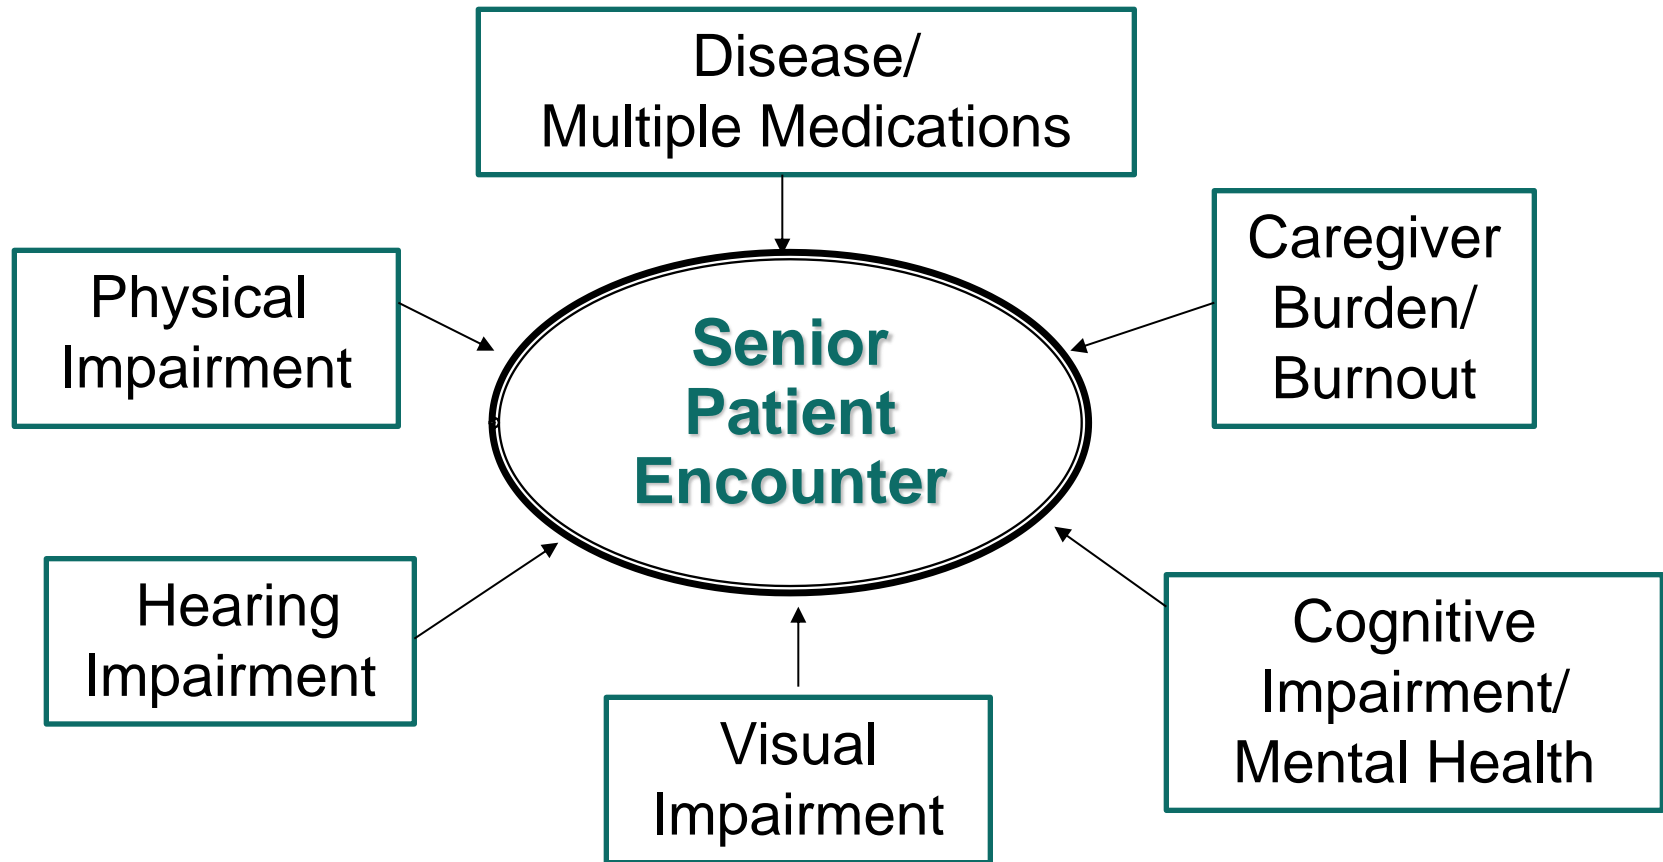 Disease/
Multiple Medications
Caregiver
Burden/
Burnout
Physical
Impairment
Senior
Patient
Encounter
Hearing
Impairment
Cognitive
Impairment/
Mental Health
Visual
Impairment